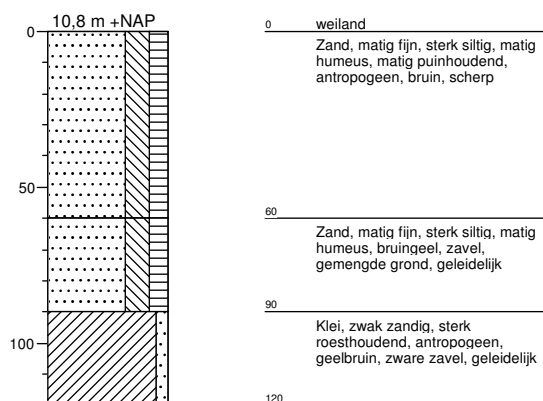 10,8 m +NAP
0
50
100
0 weiland
Zand, matig fijn, sterk siltig, matig
humeus, matig puinhoudend,
antropogeen, bruin, scherp
60
Zand, matig fijn, sterk siltig, matig
humeus, bruingeel, zavel,
gemengde grond, geleidelijk
90
Klei, zwak zandig, sterk
roesthoudend, antropogeen,
geelbruin, zware zavel, geleidelijk
120